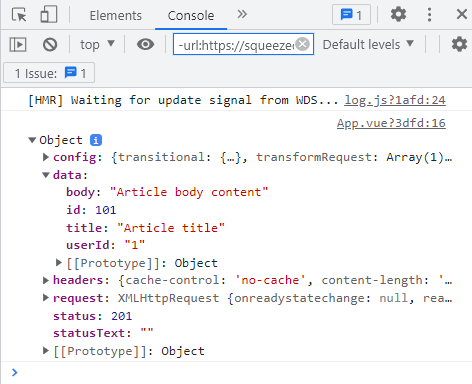 Elements Console » 1
top -url:https://squeeze Default levels
1 Issue: 1
[HMR] Waiting for update signal from WDS... log.js?1afd:24
App.vue?3dfd:16
Object i
config: {transitional: {…}, transformRequest: Array(1)…
data:
body: "Article body content"
id: 101
title: "Article title"
userId: "1"
[[Prototype]]: Object
headers: {cache-control: 'no-cache', content-length: '…
request: XMLHttpRequest {onreadystatechange: null, rea…
status: 201
statusText: ""
[[Prototype]]: Object